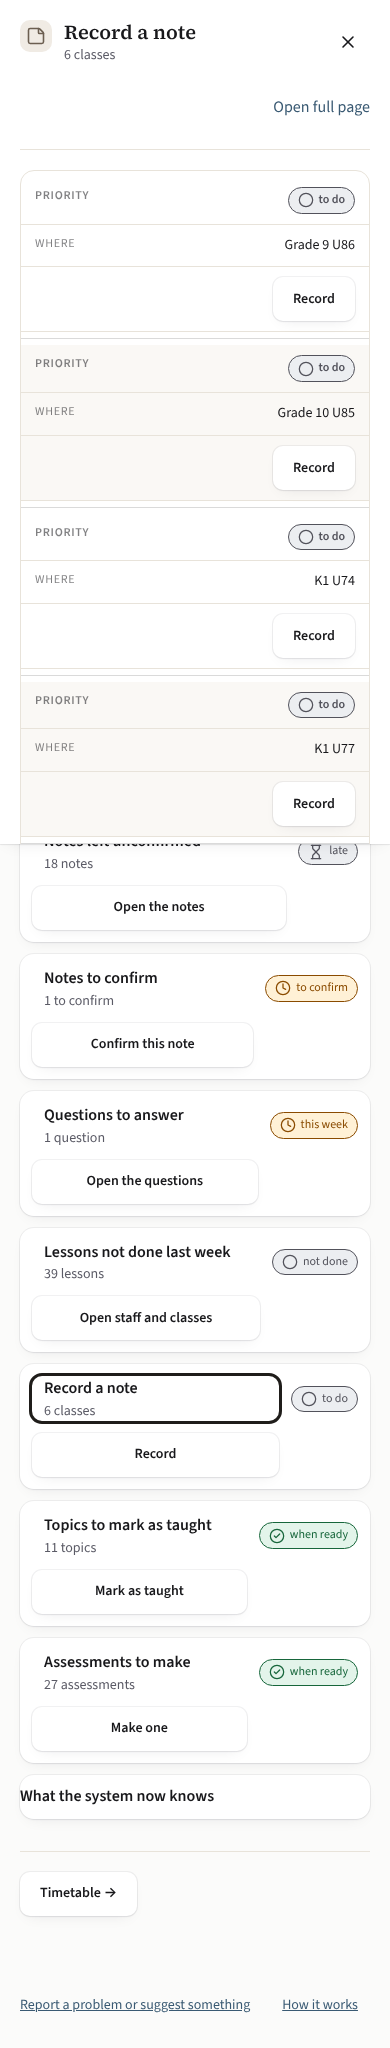 Record a note
6 classes
Open full page
PRIORITY
to do
WHERE
Grade 9 U86
Record
PRIORITY
to do
WHERE
Grade 10 U85
Record
PRIORITY
to do
WHERE
K1 U74
Record
PRIORITY
to do
WHERE
K1 U77
Record
Notes left unconfirmed
late
18 notes
Open the notes
Notes to confirm
to confirm
1 to confirm
Confirm this note
Questions to answer
this week
1 question
Open the questions
Lessons not done last week
not done
39 lessons
Open staff and classes
Record a note
to do
6 classes
Record
Topics to mark as taught
when ready
11 topics
Mark as taught
Assessments to make
when ready
27 assessments
Make one
What the system now knows
Timetable →
Report a problem or suggest something
How it works